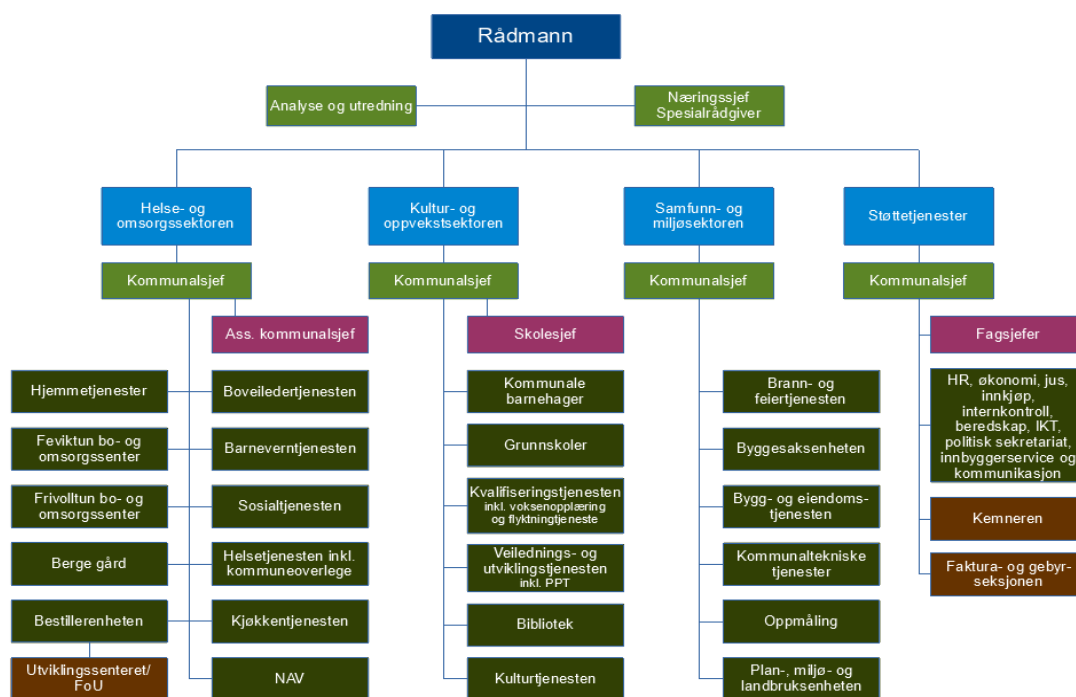 Rådmann
Analyse og utredning
Næringssjef
Spesialrådgiver
Helse- og
omsorgssektoren
Kultur- og
oppvekstsektoren
Samfunn- og
miljøsektoren
Støttetjenester
Kommunalsjef
Kommunalsjef
Kommunalsjef
Kommunalsjef
Ass. kommunalsjef
Skolesjef
Fagsjefer
Hjemmetjenester
Feviktun bo- og
omsorgssenter
Frivolltun bo- og
omsorgssenter
Berge gård
Bestillerenheten
Utviklingssenteret/
FoU
Boveiledertjenesten
Barneverntjenesten
Sosialtjenesten
Helsetjenesten inkl.
kommuneoverlege
Kjøkkentjenesten
NAV
Kommunale
barnehager
Grunnskoler
Kvalifiseringstjenesten
inkl. voksenopplæring
og flyktningtjeneste
Veilednings- og
utviklingstjenesten
inkl. PPT
Bibliotek
Kulturtjenesten
Brann- og
feiertjenesten
Byggesaksenheten
Bygg- og eiendoms-
tjenesten
Kommunaltekniske
tjenester
Oppmåling
Plan-, miljø- og
landbruksenheten
HR, økonomi, jus,
innkjøp,
internkontroll,
beredskap, IKT,
politisk sekretariat,
innbyggerservice og
kommunikasjon
Kemneren
Faktura- og gebyr-
seksjonen